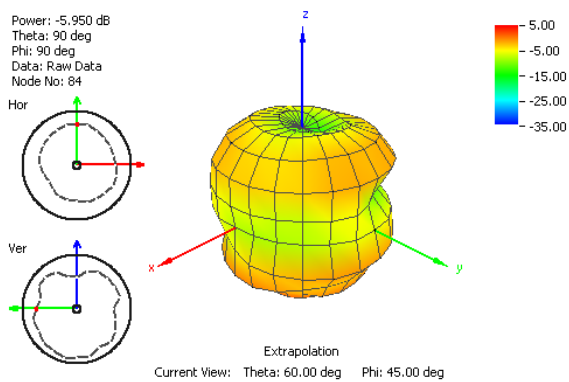 Power: -5.950 dB
Theta: 90 deg
Phi: 90 deg
Data: Raw Data
Node No: 84
Hor
Ver
z
x
y
5.00
-5.00
-15.00
-25.00
-35.00
Extrapolation
Current View: Theta: 60.00 deg Phi: 45.00 deg